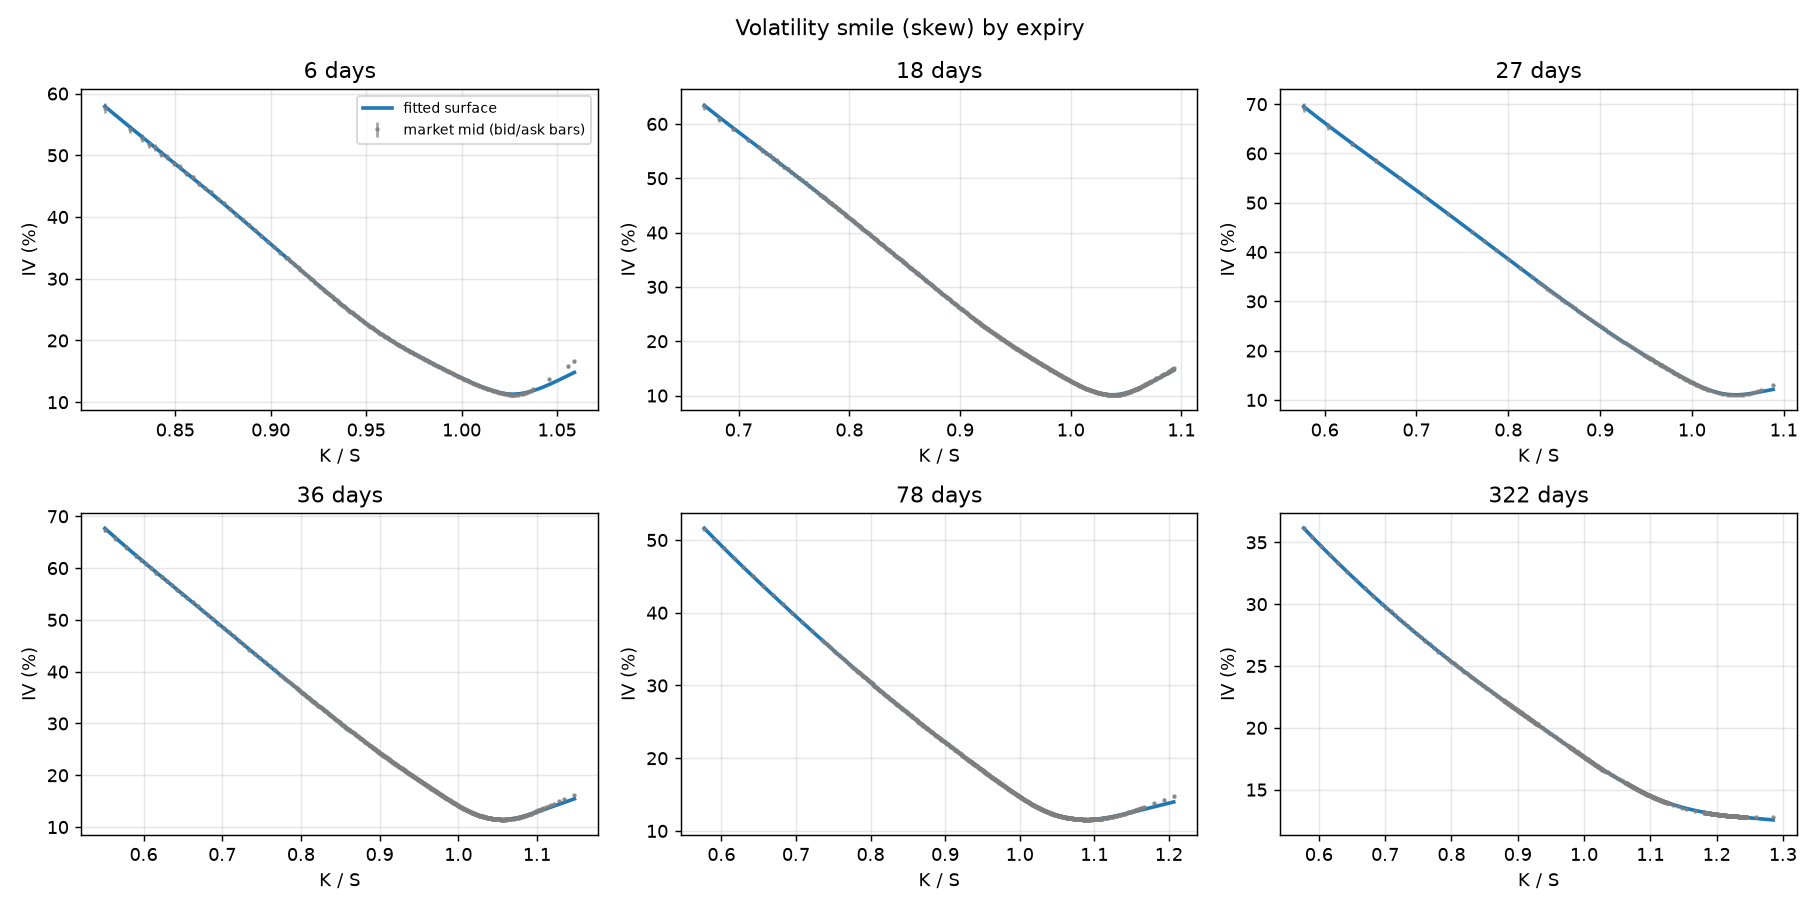 Volatility smile (skew) by expiry
6 days
60
50
40
30
20
10
IV (%)
fitted surface
market mid (bid/ask bars)
0.85 0.90 0.95 1.00 1.05
K / S
18 days
60
50
40
30
20
10
IV (%)
0.7 0.8 0.9 1.0 1.1
K / S
27 days
70
60
50
40
30
20
10
IV (%)
0.6 0.7 0.8 0.9 1.0 1.1
K / S
36 days
70
60
50
40
30
20
10
IV (%)
0.6 0.7 0.8 0.9 1.0 1.1
K / S
78 days
50
40
30
20
10
IV (%)
0.6 0.7 0.8 0.9 1.0 1.1 1.2
K / S
322 days
35
30
25
20
15
IV (%)
0.6 0.7 0.8 0.9 1.0 1.1 1.2 1.3
K / S